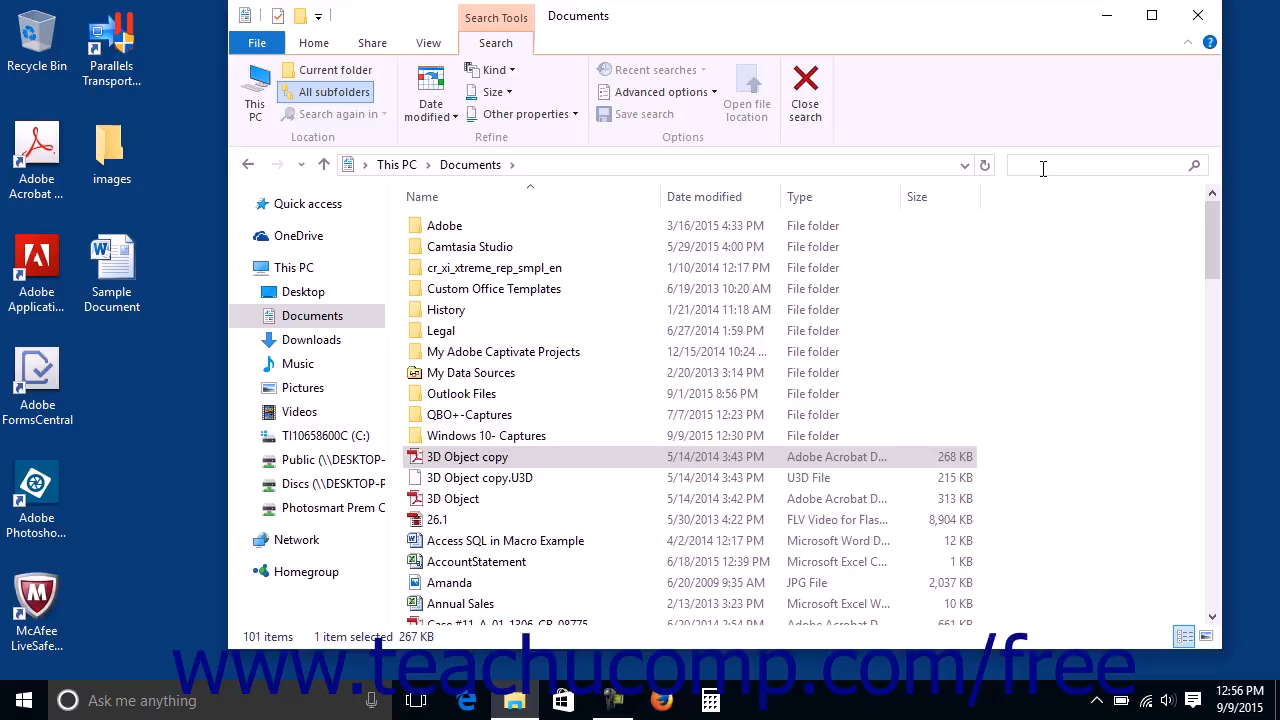 Recycle Bin
Parallels
Transport...
Adobe
Acrobat ...
images
Adobe
Applicati...
Sample
Document
Adobe
FormsCentral
Adobe
Photosho...
McAfee
LiveSafe...
Search Tools
Documents
File
Home
Share
View
Search
This
PC
Current folder
All subfolders
Search again in
Location
Date
modified
Kind
Size
Other properties
Refine
Recent searches
Advanced options
Save search
Open file
location
Options
Close
search
This PC
Documents
Quick access
OneDrive
This PC
Desktop
Documents
Downloads
Music
Pictures
Videos
TI10658600C (C:)
Public (\\DESKTOP-
Discs (\\DESKTOP-F
Photosmart Prem C
Network
Homegroup
Name Date modified Type Size
Adobe 3/16/2015 4:33 PM File folder
Camtasia Studio 5/29/2015 4:00 PM File folder
cr_xi_xtreme_rep_smpl_en 1/10/2014 12:17 PM File folder
Custom Office Templates 6/19/2013 10:20 AM File folder
History 1/21/2014 11:18 AM File folder
Legal 6/27/2014 1:59 PM File folder
My Adobe Captivate Projects 12/15/2014 10:24 ... File folder
My Data Sources 2/20/2013 3:14 PM File folder
Outlook Files 9/1/2015 8:56 PM File folder
QBO+-Captures 7/7/2015 12:23 PM File folder
Windows 10- Captures 9/9/2015 12:30 PM File folder
3D Object copy 5/14/2014 3:43 PM Adobe Acrobat D... 268 KB
3D Object copy.U3D 5/14/2014 3:43 PM U3D File 215 KB
3D Object 5/14/2014 3:42 PM Adobe Acrobat D... 313 KB
26.1 5/30/2013 4:22 PM FLV Video for Flas... 8,904 KB
Access SQL in Macro Example 4/2/2014 12:17 PM Microsoft Word D... 12 KB
AccountStatement 6/18/2015 12:39 PM Microsoft Excel C... 1 KB
Amanda 6/20/2009 9:35 AM JPG File 2,037 KB
Annual Sales 2/13/2013 3:23 PM Microsoft Excel W... 10 KB
Case #11-A-01-1306-CR-08775 6/20/2014 2:54 PM Adobe Acrobat D... 661 KB
101 items 1 item selected 267 KB
www.teachucomp.com/free
Ask me anything
12:56 PM
9/9/2015